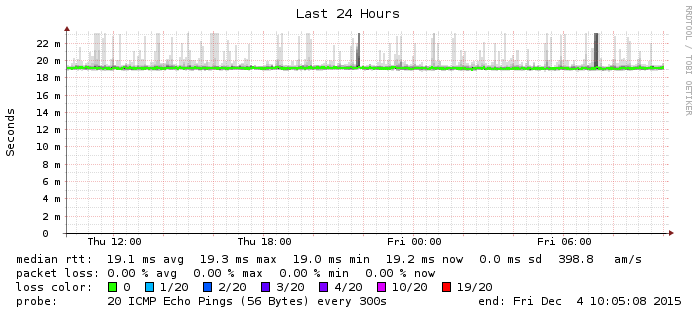 Last 24 Hours
RRDTOOL / TOBI OETIKER
Seconds
22 m
20 m
18 m
16 m
14 m
12 m
10 m
8 m
6 m
4 m
2 m
0
Thu 12:00 Thu 18:00 Fri 00:00 Fri 06:00
median rtt: 19.1 ms avg 19.3 ms max 19.0 ms min 19.2 ms now 0.0 ms sd 398.8 am/s
packet loss: 0.00 % avg 0.00 % max 0.00 % min 0.00 % now
loss color: 0 1/20 2/20 3/20 4/20 10/20 19/20
probe: 20 ICMP Echo Pings (56 Bytes) every 300s end: Fri Dec 4 10:05:08 2015